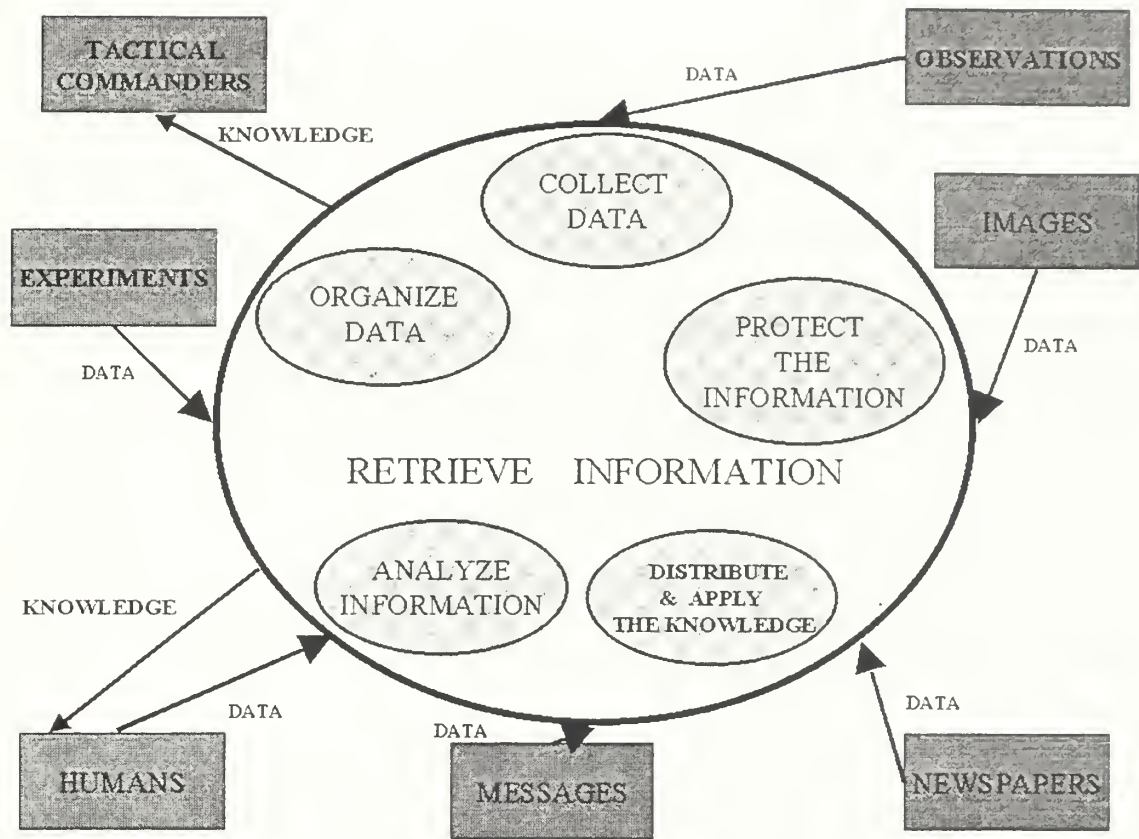 TACTICAL
COMMANDERS
OBSERVATIONS
DATA
KNOWLEDGE
COLLECT
DATA
IMAGES
EXPERIMENTS
ORGANIZE
DATA
PROTECT
THE
INFORMATION
DATA
DATA
RETRIEVE INFORMATION
ANALYZE
INFORMATION
DISTRIBUTE
& APPLY
THE KNOWLEDGE
KNOWLEDGE
DATA
DATA
DATA
HUMANS
MESSAGES
NEWSPAPERS